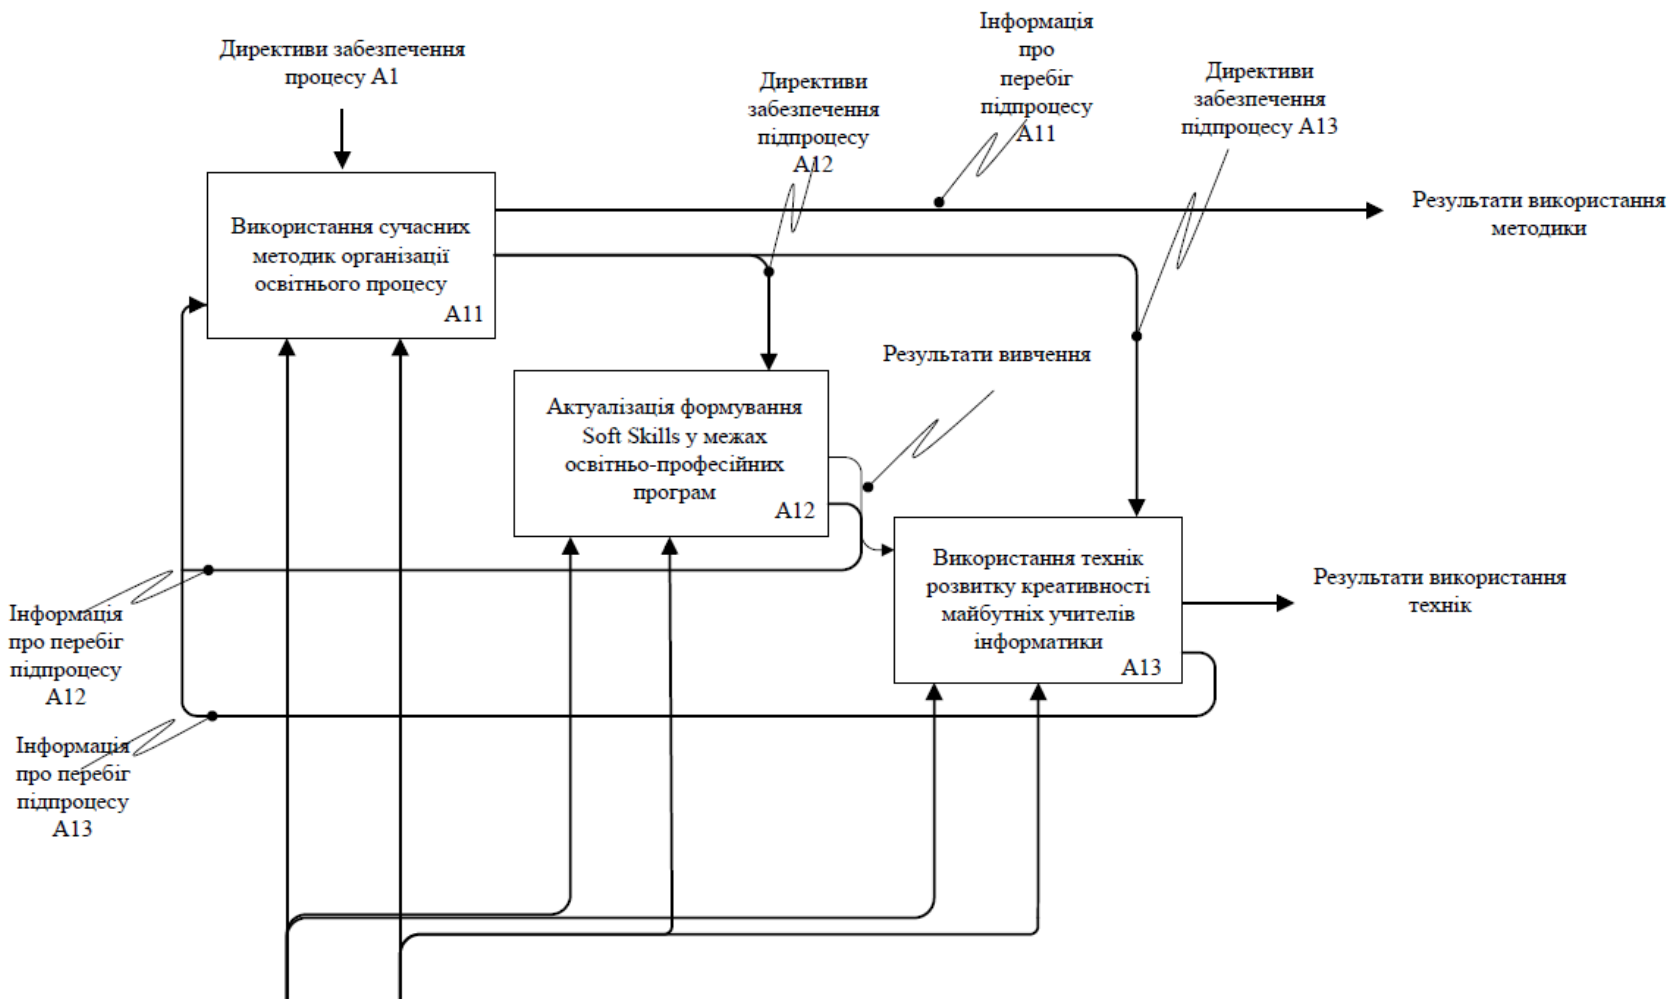 Директиви забезпечення
процесу А1
Директиви
забезпечення
підпроцесу
А12
Інформація
про
перебіг
підпроцесу
А11
Директиви
забезпечення
підпроцесу А13
Результати використання
методики
Використання сучасних
методик організації
освітнього процесу
А11
Результати вивчення
Актуалізація формування
Soft Skills у межах
освітньо-професійних
програм
А12
Використання технік
розвитку креативності
майбутніх учителів
інформатики
А13
Результати використання
технік
Інформація
про перебіг
підпроцесу
А12
Інформація
про перебіг
підпроцесу
А13